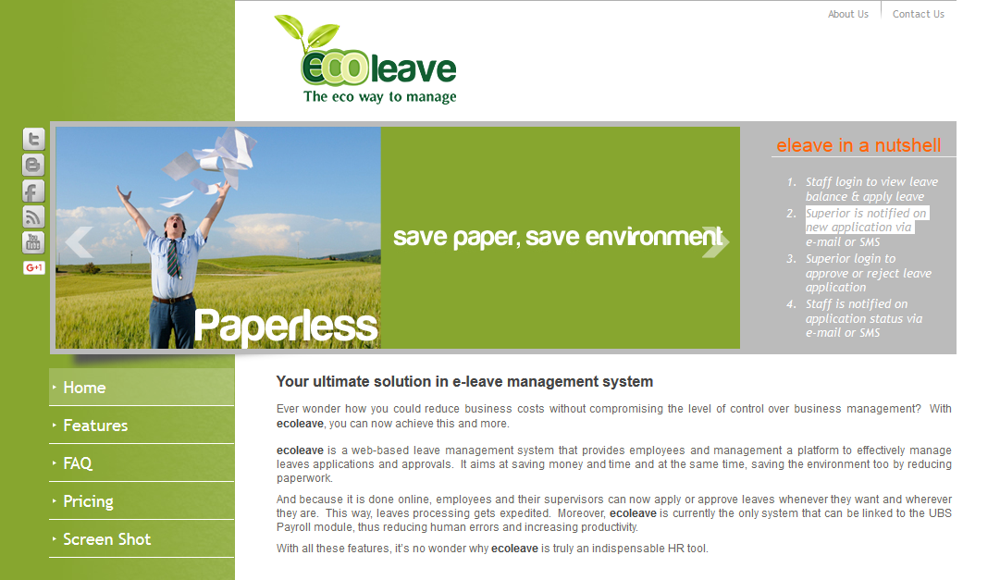 About Us
Contact Us
ecoleave
The eco way to manage
eleave in a nutshell
1. Staff login to view leave
balance & apply leave
2. Superior is notified on
new application via
e-mail or SMS
3. Superior login to
approve or reject leave
application
4. Staff is notified on
application status via
e-mail or SMS
save paper, save environment
Paperless
t
B
f
You
Tube
G+1
Home
Features
FAQ
Pricing
Screen Shot
Your ultimate solution in e-leave management system
Ever wonder how you could reduce business costs without compromising the level of control over business management? With
ecoleave, you can now achieve this and more.
ecoleave is a web-based leave management system that provides employees and management a platform to effectively manage
leaves applications and approvals. It aims at saving money and time and at the same time, saving the environment too by reducing
paperwork.
And because it is done online, employees and their supervisors can now apply or approve leaves whenever they want and wherever
they are. This way, leaves processing gets expedited. Moreover, ecoleave is currently the only system that can be linked to the UBS
Payroll module, thus reducing human errors and increasing productivity.
With all these features, it's no wonder why ecoleave is truly an indispensable HR tool.